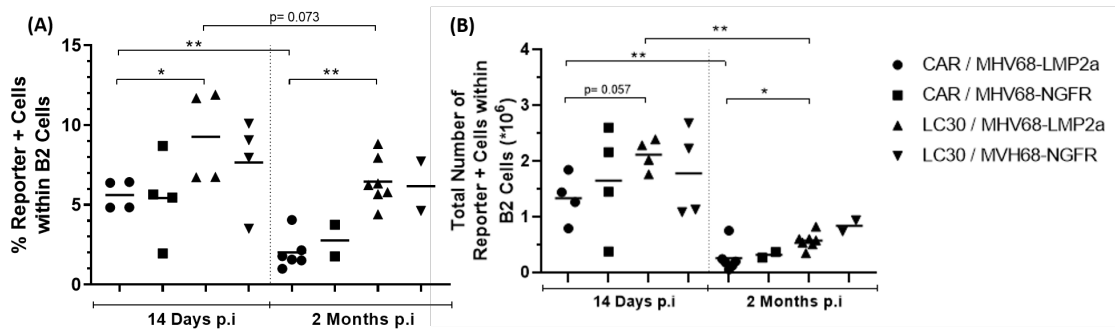 (A)
p= 0.073
**
*
**
% Reporter + Cells
within B2 Cells
15
10
5
0
14 Days p.i
2 Months p.i
(B)
**
**
p= 0.057
*
Total Number of
Reporter + Cells within
B2 Cells (*10⁶)
4
3
2
1
0
14 Days p.i
2 Months p.i
CAR / MHV68-LMP2a
CAR / MHV68-NGFR
LC30 / MHV68-LMP2a
LC30 / MVH68-NGFR